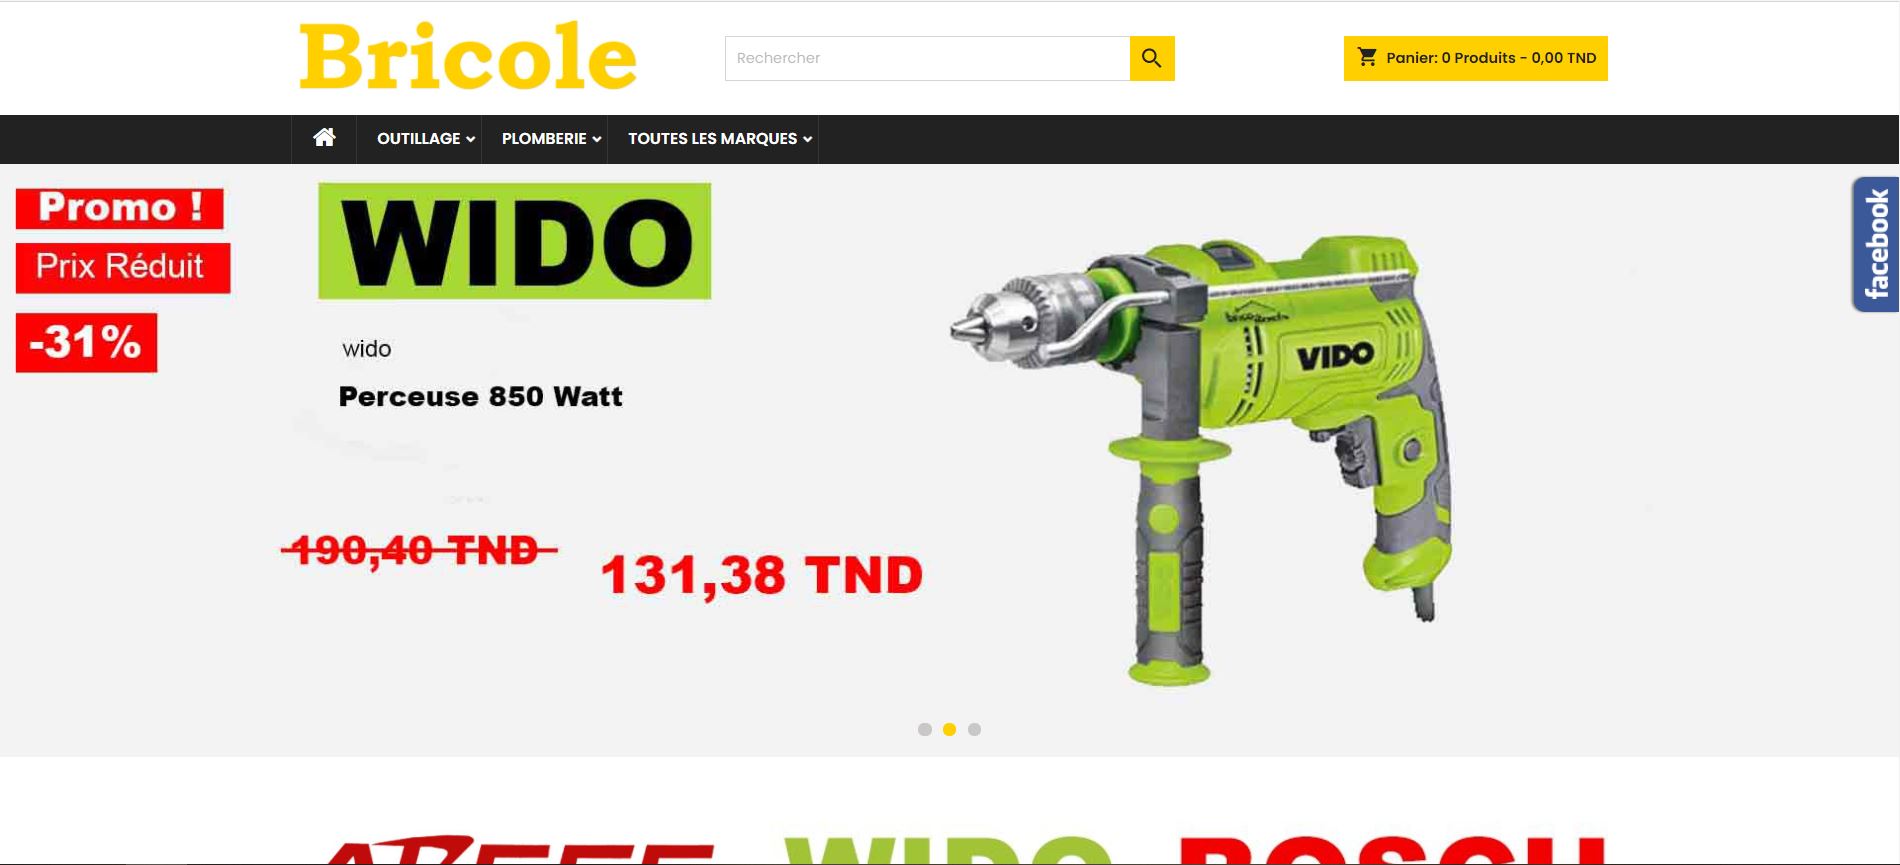 Bricole
Rechercher
Panier: 0 Produits - 0,00 TND
OUTILLAGE
PLOMBERIE
TOUTES LES MARQUES
Promo !
Prix Réduit
-31%
WIDO
wido
Perceuse 850 Watt
190,40 TND
131,38 TND
VIDO
facebook
WIDO
BOSCH